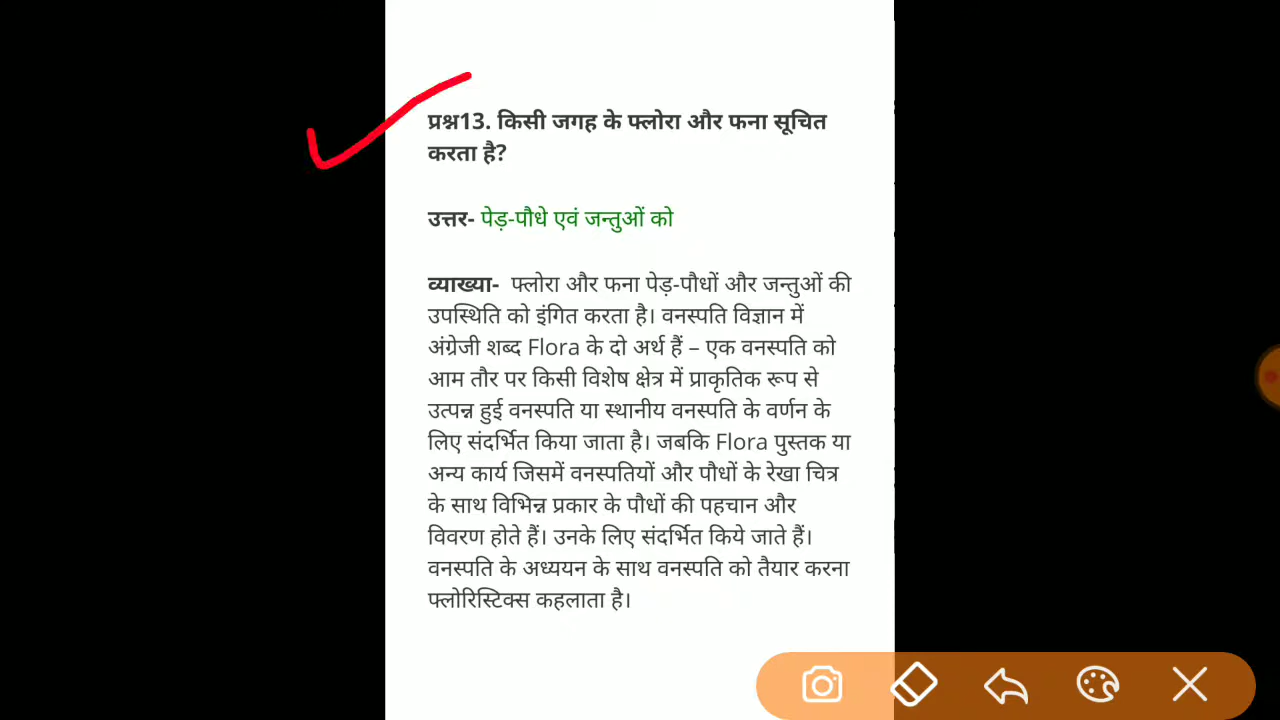 प्रश्न13. किसी जगह के फ्लोरा और फना सूचित
करता है?
उत्तर- पेड़-पौधे एवं जन्तुओं को
व्याख्या- फ्लोरा और फना पेड़-पौधों और जन्तुओं की
उपस्थिति को इंगित करता है। वनस्पति विज्ञान में
अंग्रेजी शब्द Flora के दो अर्थ हैं – एक वनस्पति को
आम तौर पर किसी विशेष क्षेत्र में प्राकृतिक रूप से
उत्पन्न हुई वनस्पति या स्थानीय वनस्पति के वर्णन के
लिए संदर्भित किया जाता है। जबकि Flora पुस्तक या
अन्य कार्य जिसमें वनस्पतियों और पौधों के रेखा चित्र
के साथ विभिन्न प्रकार के पौधों की पहचान और
विवरण होते हैं। उनके लिए संदर्भित किये जाते हैं।
वनस्पति के अध्ययन के साथ वनस्पति को तैयार करना
फ्लोरिस्टिक्स कहलाता है।